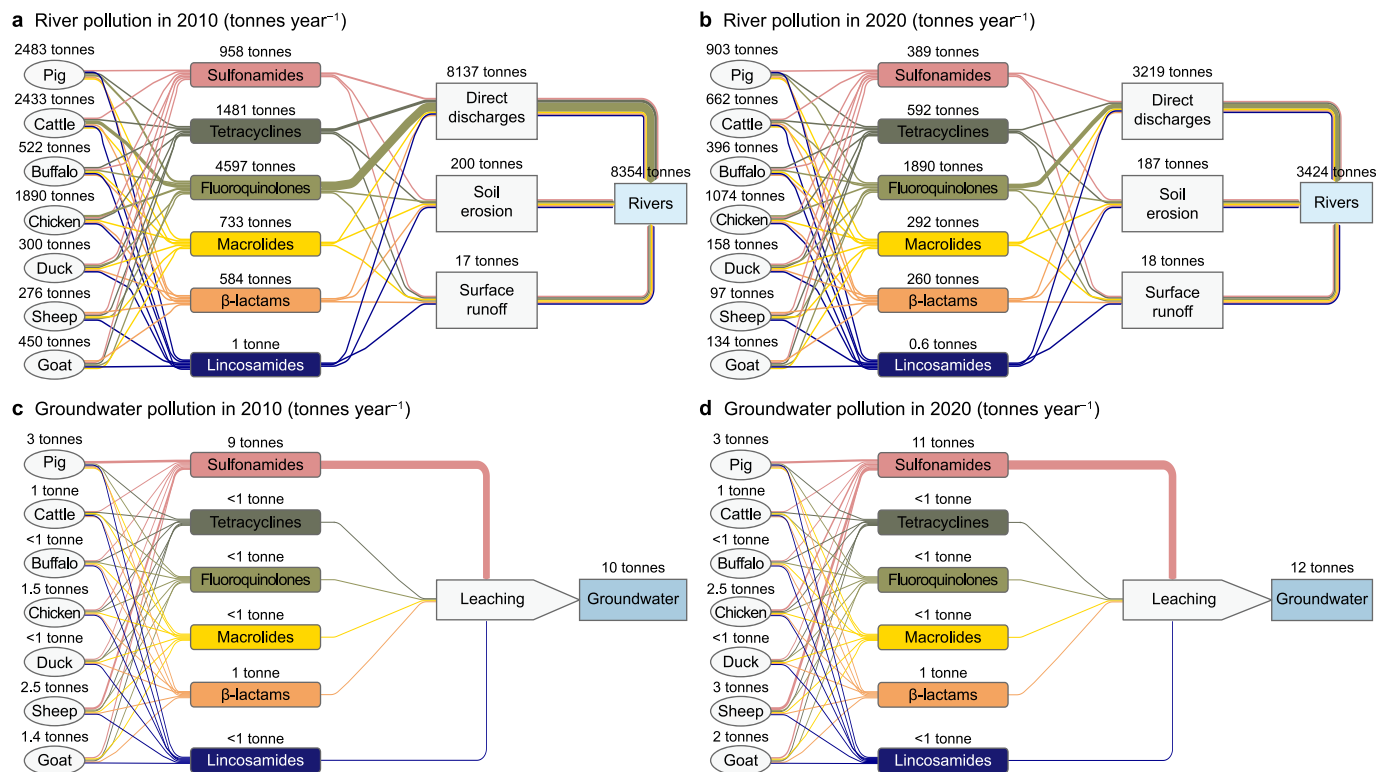 a River pollution in 2010 (tonnes year⁻¹)
2483 tonnes
Pig
2433 tonnes
Cattle
522 tonnes
Buffalo
1890 tonnes
Chicken
300 tonnes
Duck
276 tonnes
Sheep
450 tonnes
Goat
958 tonnes
Sulfonamides
1481 tonnes
Tetracyclines
4597 tonnes
Fluoroquinolones
733 tonnes
Macrolides
584 tonnes
β-lactams
1 tonne
Lincosamides
8137 tonnes
Direct
discharges
200 tonnes
Soil
erosion
17 tonnes
Surface
runoff
8354 tonnes
Rivers
b River pollution in 2020 (tonnes year⁻¹)
903 tonnes
Pig
662 tonnes
Cattle
396 tonnes
Buffalo
1074 tonnes
Chicken
158 tonnes
Duck
97 tonnes
Sheep
134 tonnes
Goat
389 tonnes
Sulfonamides
592 tonnes
Tetracyclines
1890 tonnes
Fluoroquinolones
292 tonnes
Macrolides
260 tonnes
β-lactams
0.6 tonnes
Lincosamides
3219 tonnes
Direct
discharges
187 tonnes
Soil
erosion
18 tonnes
Surface
runoff
3424 tonnes
Rivers
c Groundwater pollution in 2010 (tonnes year⁻¹)
3 tonnes
Pig
1 tonne
Cattle
<1 tonne
Buffalo
1.5 tonnes
Chicken
<1 tonne
Duck
2.5 tonnes
Sheep
1.4 tonnes
Goat
9 tonnes
Sulfonamides
<1 tonne
Tetracyclines
<1 tonne
Fluoroquinolones
<1 tonne
Macrolides
1 tonne
β-lactams
<1 tonne
Lincosamides
Leaching
10 tonnes
Groundwater
d Groundwater pollution in 2020 (tonnes year⁻¹)
3 tonnes
Pig
1 tonne
Cattle
<1 tonne
Buffalo
2.5 tonnes
Chicken
<1 tonne
Duck
3 tonnes
Sheep
2 tonnes
Goat
11 tonnes
Sulfonamides
<1 tonne
Tetracyclines
<1 tonne
Fluoroquinolones
<1 tonne
Macrolides
1 tonne
β-lactams
<1 tonne
Lincosamides
Leaching
12 tonnes
Groundwater